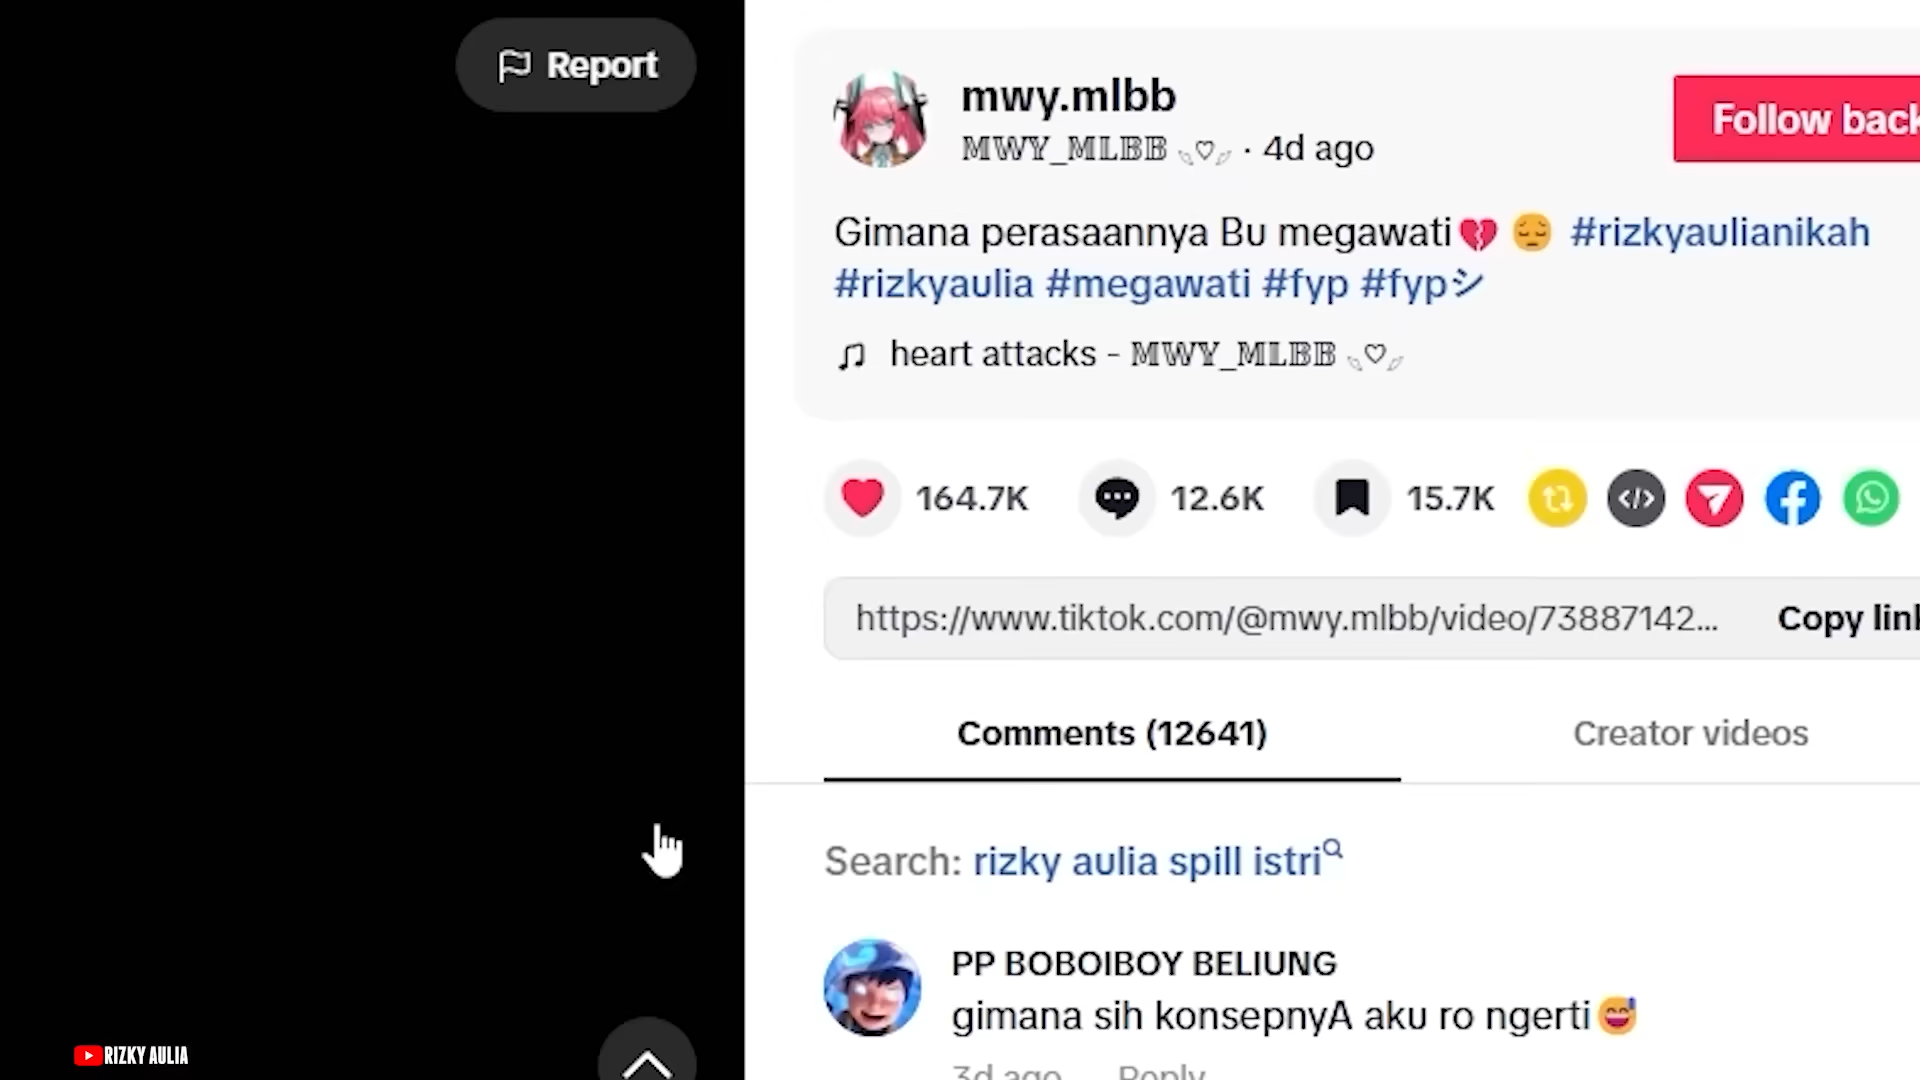 Report
mwy.mlbb
𝕄𝕎𝕐_𝕄𝕃𝔹𝔹 · 4d ago
Follow back
Gimana perasaannya Bu megawati💔 😔 #rizkyaulianikah
#rizkyaulia #megawati #fyp #fypシ
heart attacks - 𝕄𝕎𝕐_𝕄𝕃𝔹𝔹
164.7K
12.6K
15.7K
https://www.tiktok.com/@mwy.mlbb/video/73887142...
Copy link
Comments (12641)
Creator videos
Search: rizky aulia spill istri
PP BOBOIBOY BELIUNG
gimana sih konsepnyA aku ro ngerti😅
3d ago Reply
RIZKY AULIA